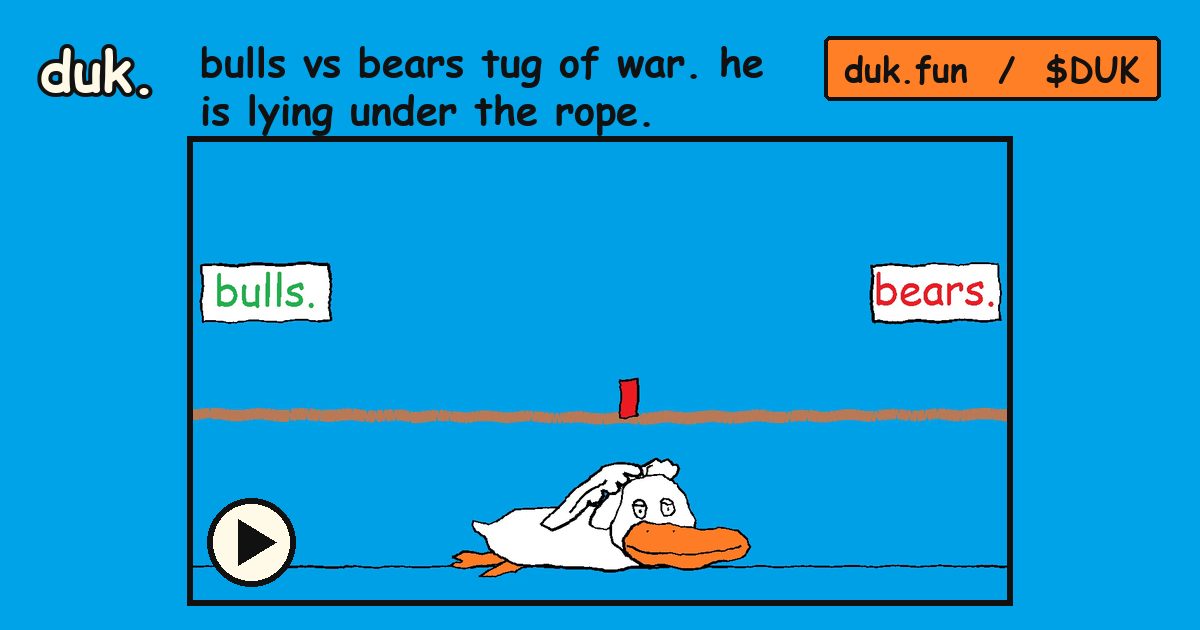 duk.
bulls vs bears tug of war. he
is lying under the rope.
duk.fun / $DUK
bulls.
bears.